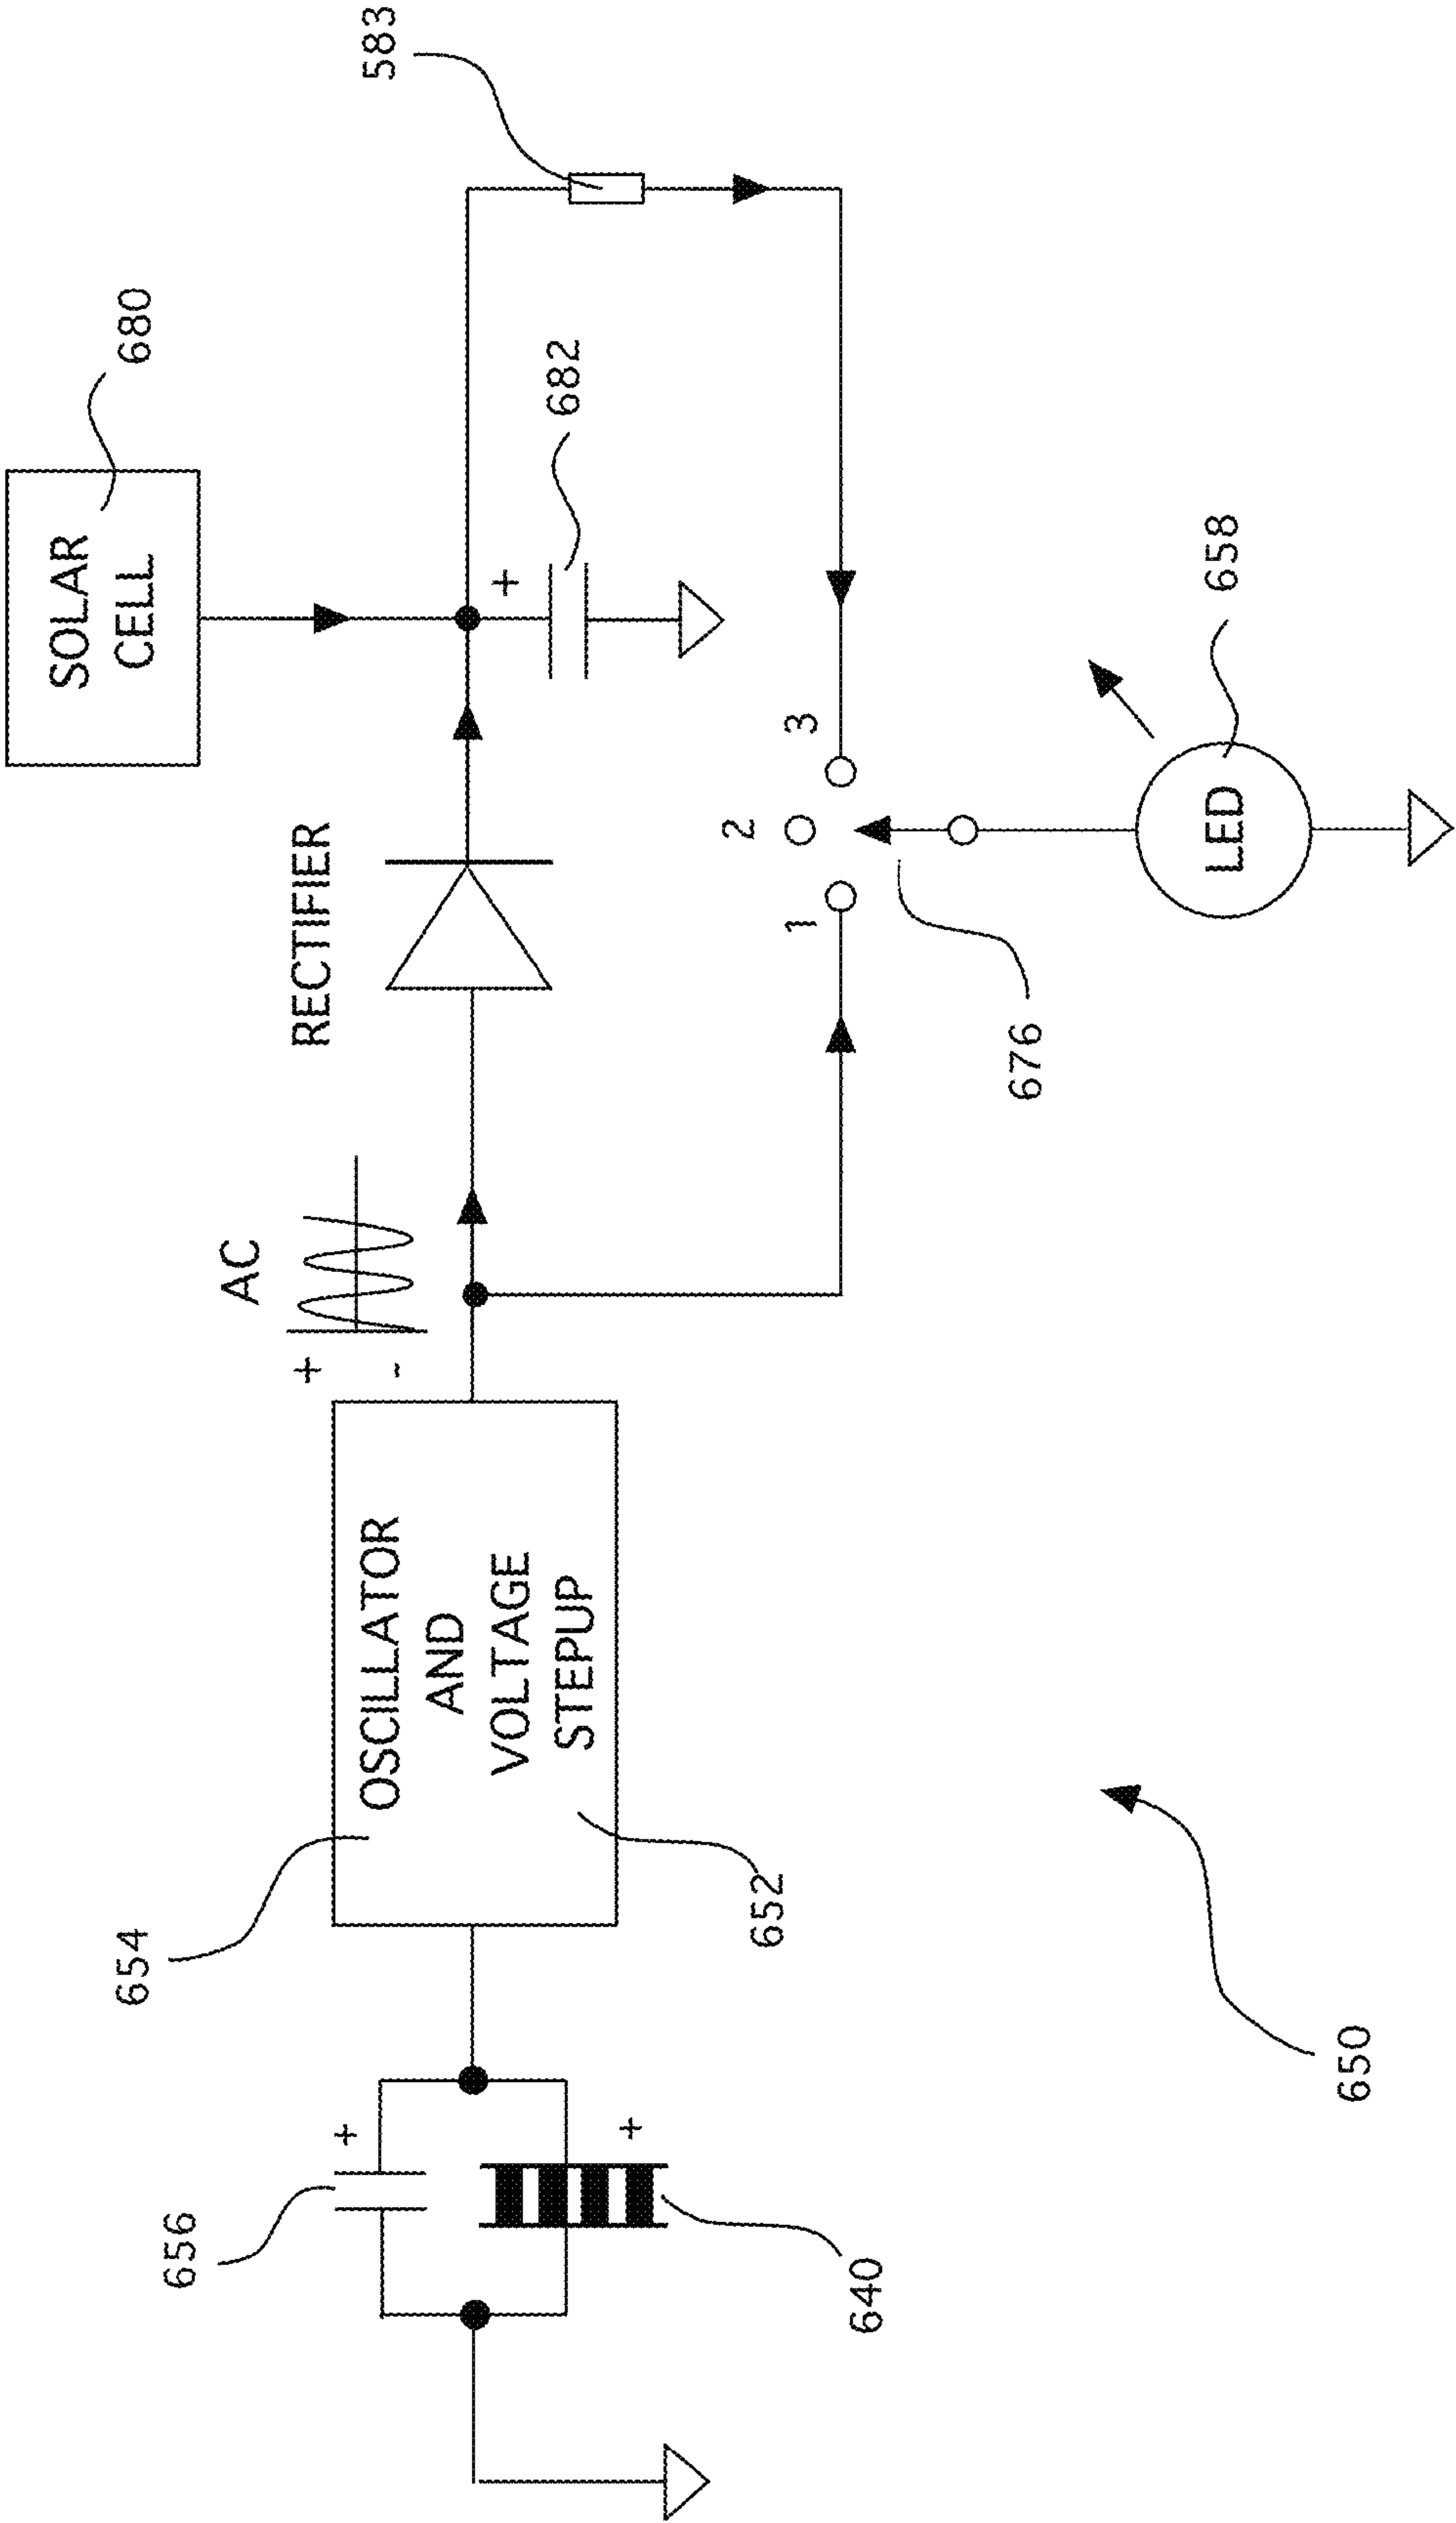 SOLAR
CELL
680
583
RECTIFIER
+
682
AC
+
-
654
OSCILLATOR
AND
VOLTAGE
STEPUP
652
656
+
+
640
1
2
3
676
LED
658
650